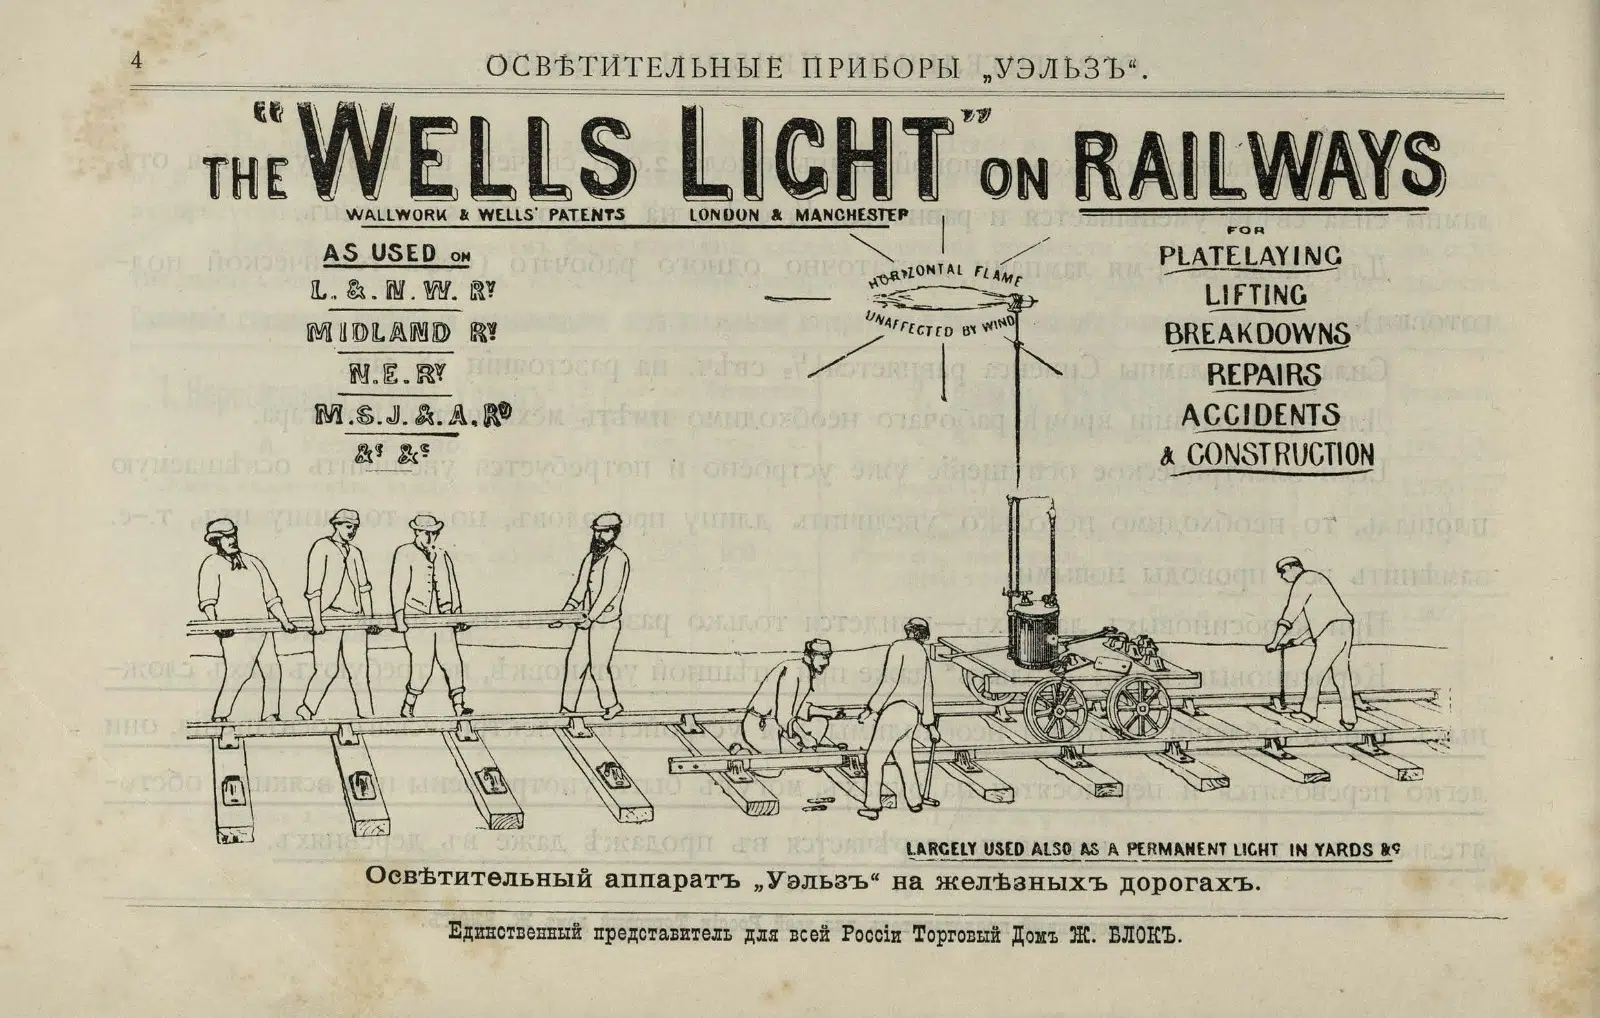 4
ОСВѢТИТЕЛЬНЫЕ ПРИБОРЫ „УЭЛЬЗЪ“.
THE "WELLS LIGHT" ON RAILWAYS
WALLWORK & WELLS' PATENTS LONDON & MANCHESTER
AS USED ON
L. & N. W. RY
MIDLAND RY
N.E. RY
M.S.J. & A. RD
&c &c
HORIZONTAL FLAME
UNAFFECTED BY WIND
FOR
PLATELAYING
LIFTING
BREAKDOWNS
REPAIRS
ACCIDENTS
& CONSTRUCTION
LARGELY USED ALSO AS A PERMANENT LIGHT IN YARDS &c
Освѣтительный аппаратъ „Уэльзъ“ на желѣзныхъ дорогахъ.
Единственный представитель для всей Россіи Торговый Домъ Ж. БЛОКЪ.